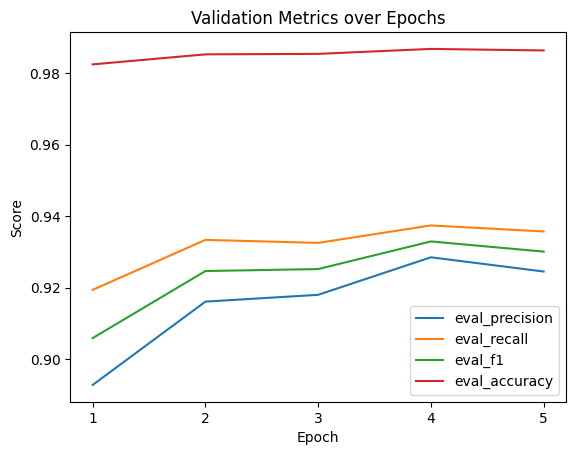 Validation Metrics over Epochs
0.98
0.96
0.94
0.92
0.90
Score
1 2 3 4 5
Epoch
eval_precision
eval_recall
eval_f1
eval_accuracy